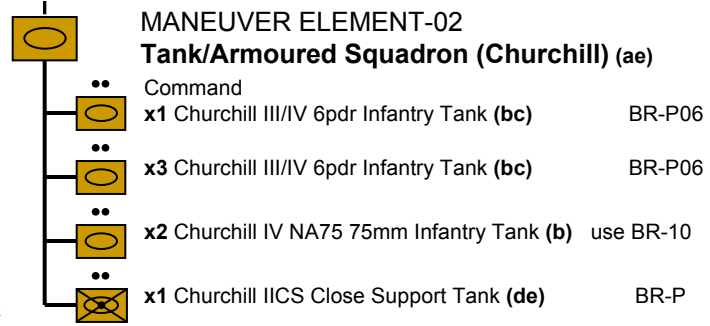 MANEUVER ELEMENT-02
Tank/Armoured Squadron (Churchill) (ae)
Command
x1 Churchill III/IV 6pdr Infantry Tank (bc) BR-P06
x3 Churchill III/IV 6pdr Infantry Tank (bc) BR-P06
x2 Churchill IV NA75 75mm Infantry Tank (b) use BR-10
x1 Churchill IICS Close Support Tank (de) BR-P